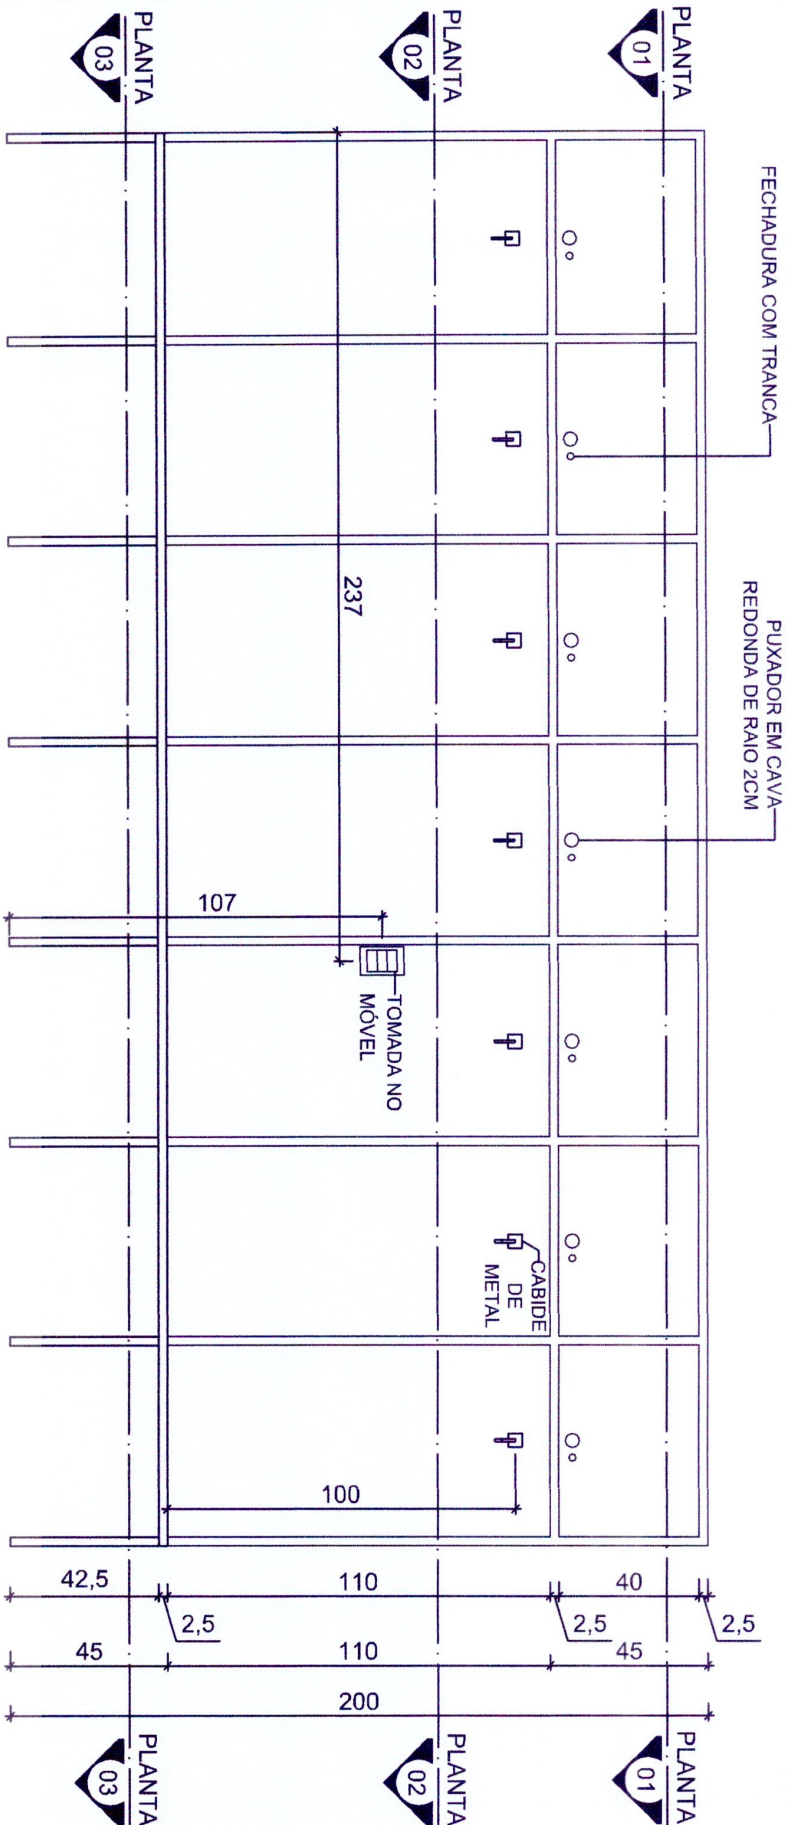 FECHADURA COM TRANCA
PUXADOR EM CAVA
REDONDA DE RAIO 2CM
PLANTA
01
PLANTA
02
PLANTA
03
237
107
TOMADA NO
MÓVEL
CABIDE
DE
METAL
100
2,5
40
2,5
110
2,5
42,5
45
110
45
200
PLANTA
01
PLANTA
02
PLANTA
03